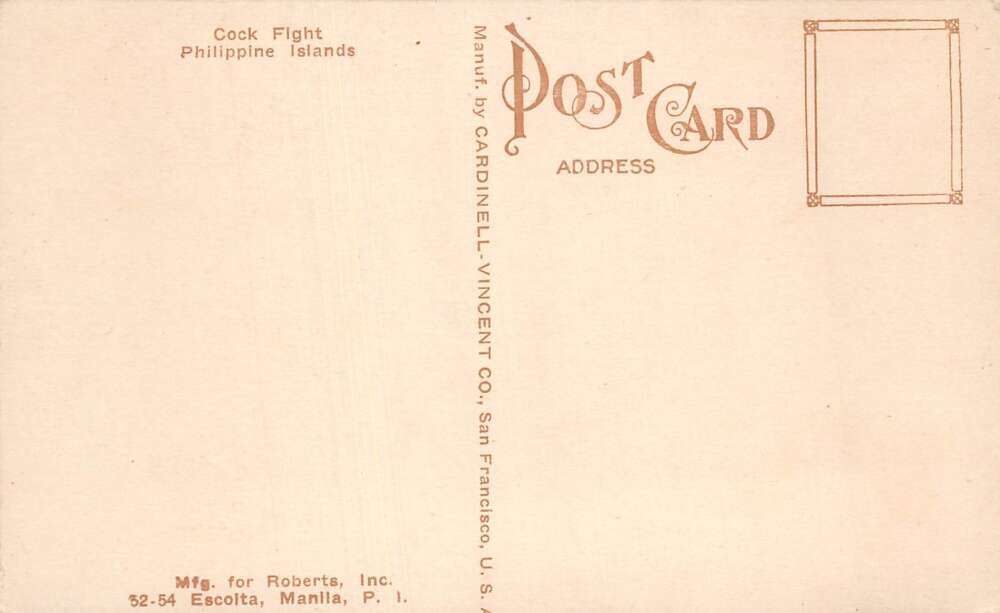 Cock Fight
Philippine Islands
Manuf. by CARDINELL-VINCENT CO., San Francisco, U. S. A
POST CARD
ADDRESS
Mfg. for Roberts, Inc.
52-54 Escolta, Manila, P. I.